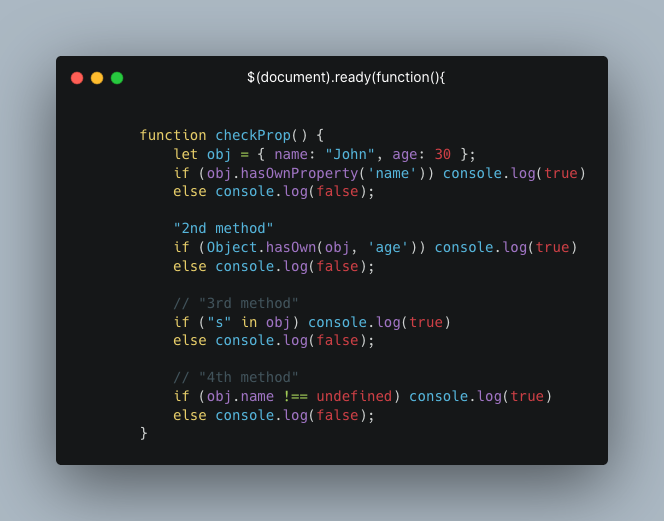 $(document).ready(function(){
function checkProp() {
let obj = { name: "John", age: 30 };
if (obj.hasOwnProperty('name')) console.log(true)
else console.log(false);
"2nd method"
if (Object.hasOwn(obj, 'age')) console.log(true)
else console.log(false);
// "3rd method"
if ("s" in obj) console.log(true)
else console.log(false);
// "4th method"
if (obj.name !== undefined) console.log(true)
else console.log(false);
}